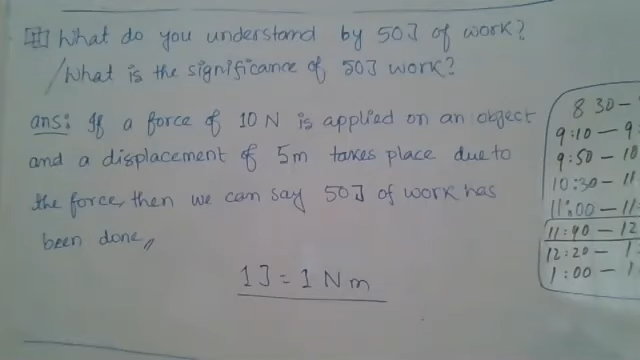 What do you understand by 50J of work?
/What is the significance of 50J work?
ans: If a force of 10 N is applied on an object
and a displacement of 5m takes place due to
the force, then we can say 50J of work has
been done,,
1J = 1 Nm
8 30 –
9:10 – 9
9:50 – 10
10:30 – 11
11:00 – 11
11:40 – 12
12:20 – 1
1:00 – 1